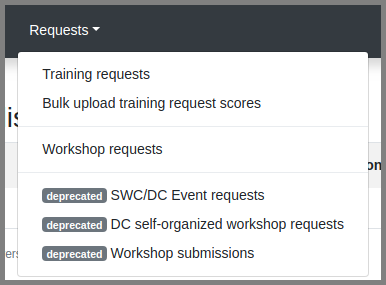 Requests
Training requests
Bulk upload training request scores
is
Workshop requests
on
deprecated SWC/DC Event requests
deprecated DC self-organized workshop requests
ers
deprecated Workshop submissions